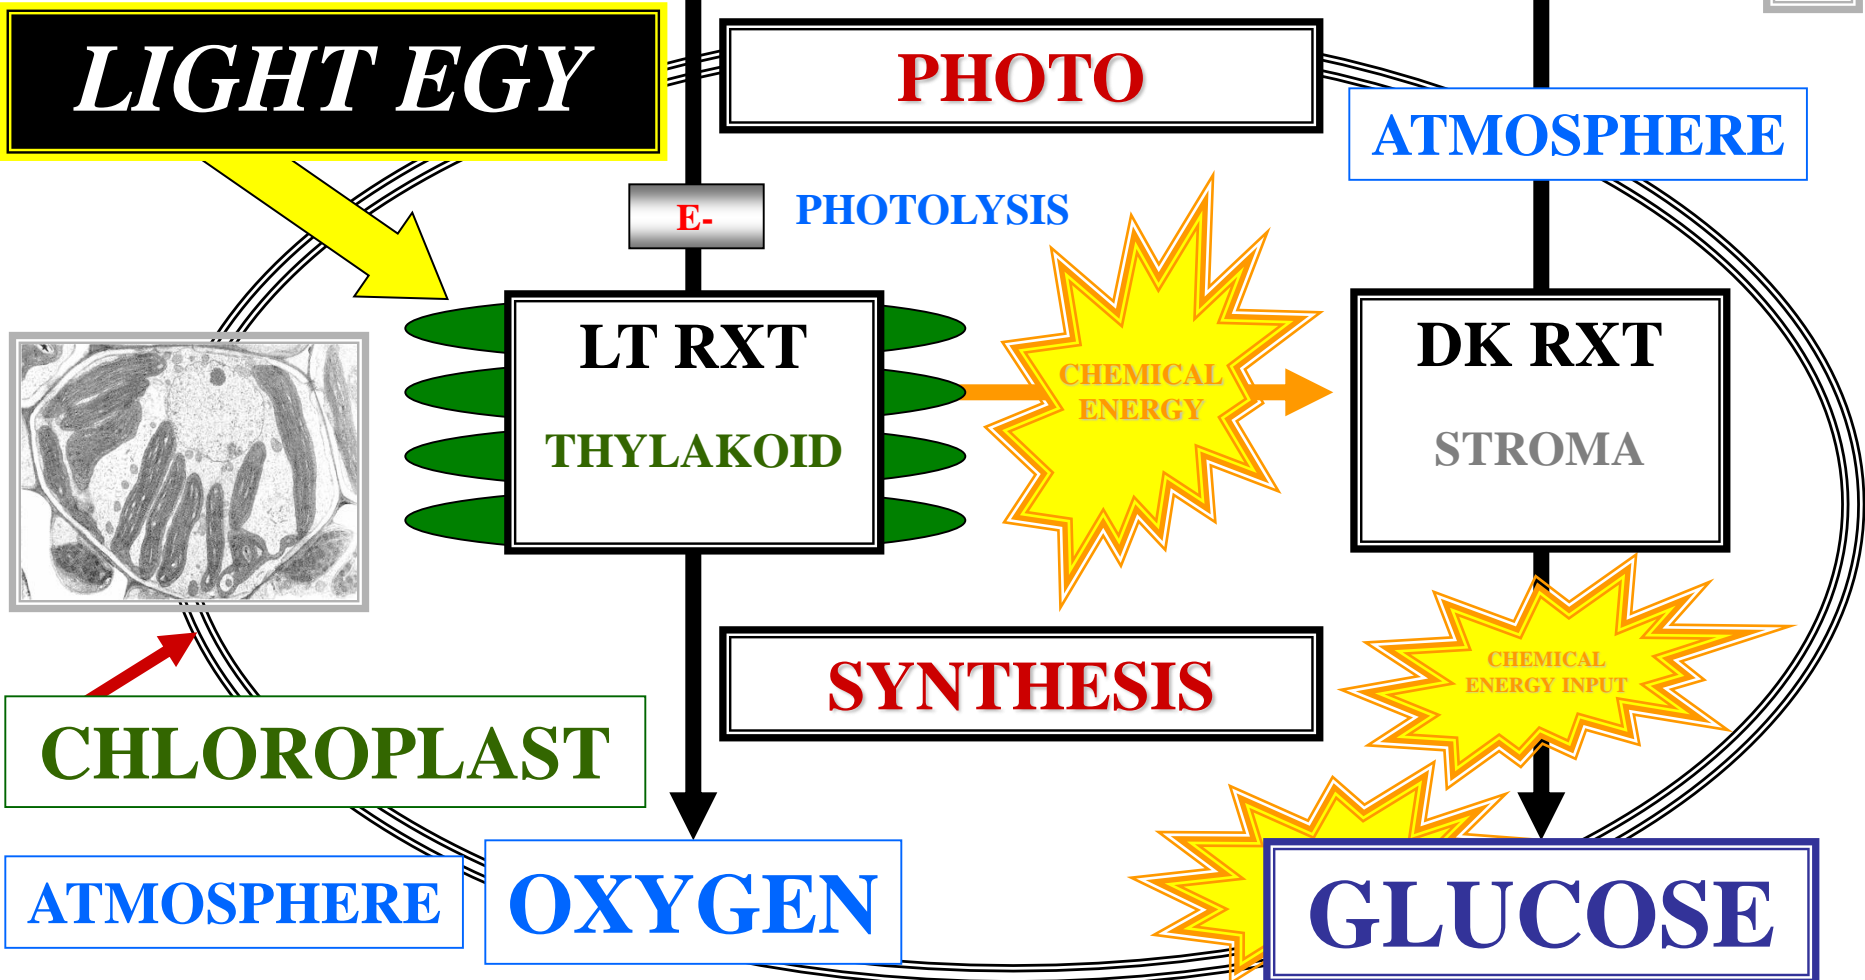 LIGHT EGY
PHOTO
ATMOSPHERE
E-
PHOTOLYSIS
LT RXT
THYLAKOID
CHEMICAL
ENERGY
DK RXT
STROMA
SYNTHESIS
CHEMICAL
ENERGY INPUT
CHLOROPLAST
ATMOSPHERE
OXYGEN
GLUCOSE